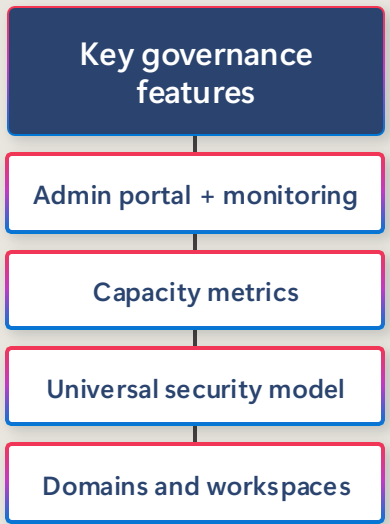 Key governance
features
Admin portal + monitoring
Capacity metrics
Universal security model
Domains and workspaces